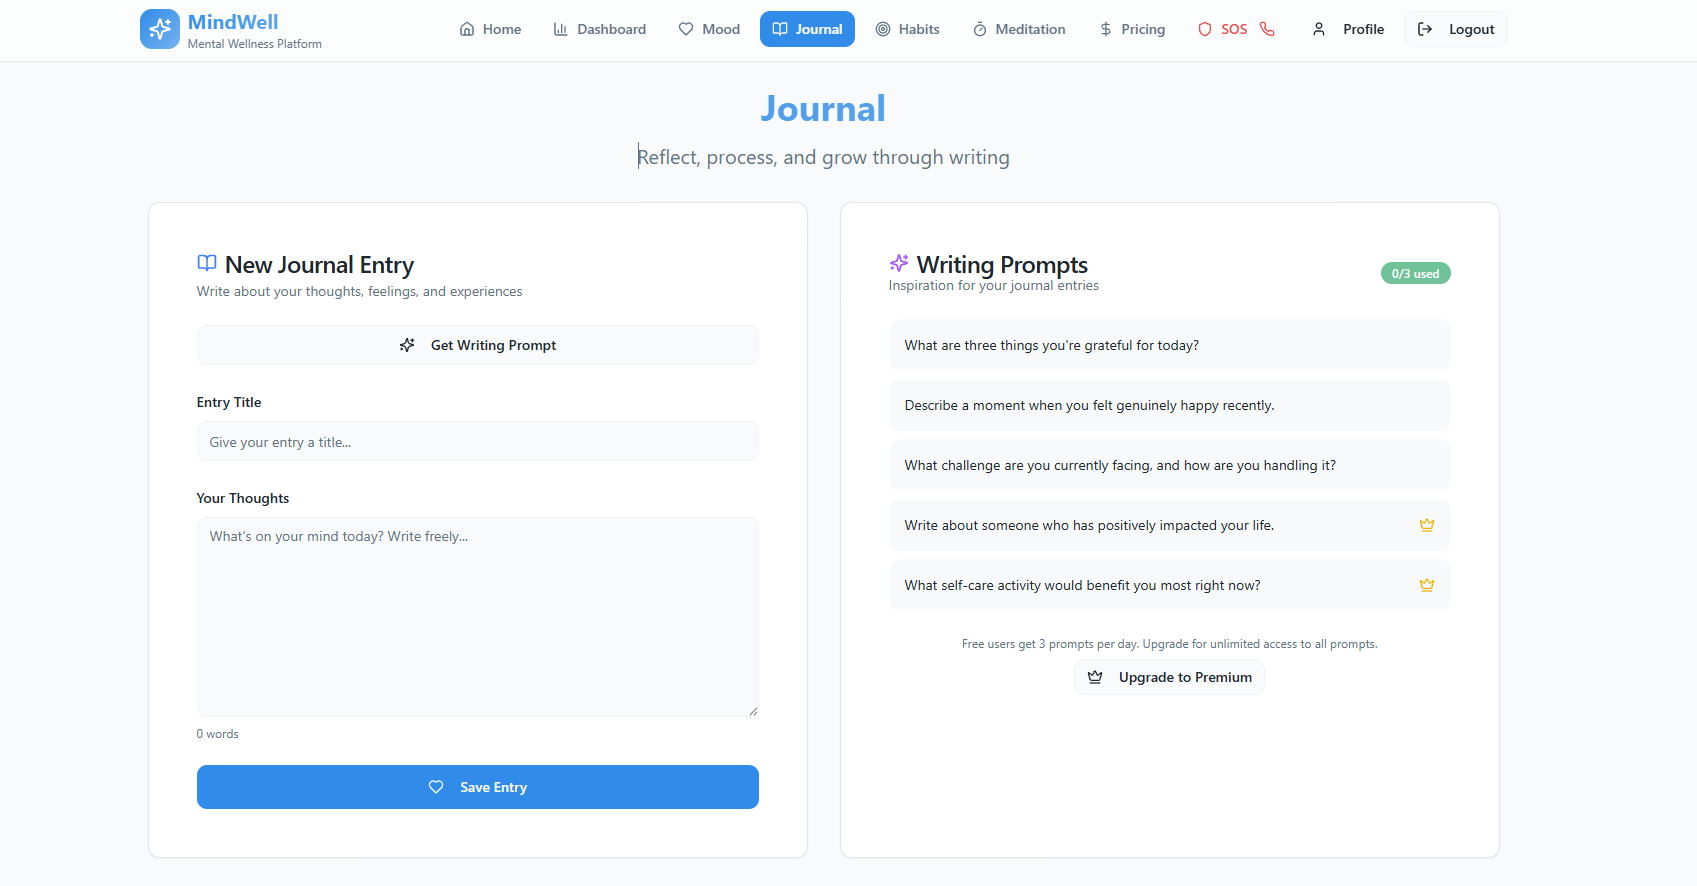 MindWell
Mental Wellness Platform
Home
Dashboard
Mood
Journal
Habits
Meditation
Pricing
SOS
Profile
Logout
Journal
Reflect, process, and grow through writing
New Journal Entry
Write about your thoughts, feelings, and experiences
Get Writing Prompt
Entry Title
Give your entry a title...
Your Thoughts
What's on your mind today? Write freely...
0 words
Save Entry
Writing Prompts
Inspiration for your journal entries
0/3 used
What are three things you're grateful for today?
Describe a moment when you felt genuinely happy recently.
What challenge are you currently facing, and how are you handling it?
Write about someone who has positively impacted your life.
What self-care activity would benefit you most right now?
Free users get 3 prompts per day. Upgrade for unlimited access to all prompts.
Upgrade to Premium